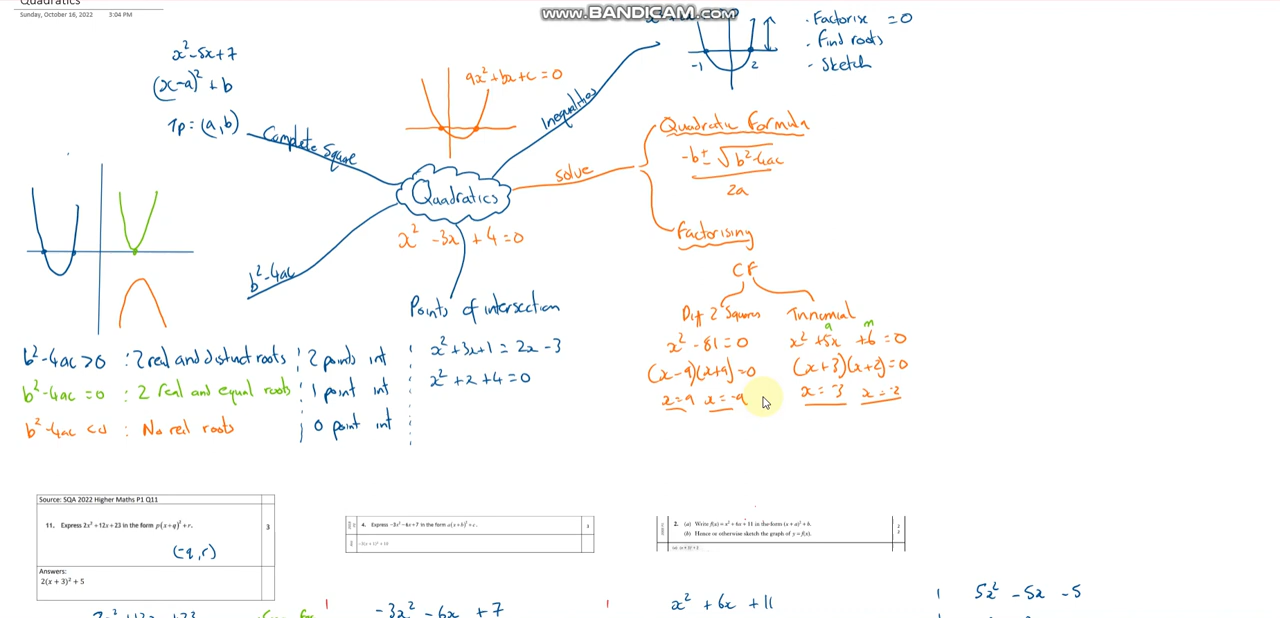 Quadratics
Sunday, October 16, 2022 3:04 PM
www.BANDICAM.com
x² - 5x + 7
(x-a)² + b
Tp: (a, b)
Complete Square
ax² + bx + c = 0
Inequalities
-1 2
· Factorise = 0
· Find roots
- Sketch
Quadratics
x² - 3x + 4 = 0
solve
Quadratic Formula
-b ± √b²-4ac
2a
Factorising
CF
Dif 2 Squares
x² - 81 = 0
(x-9)(x+9) = 0
x = 9 x = -9
Trinomial
a m
x² + 5x + 6 = 0
(x+3)(x+2) = 0
x = -3 x = -2
b² - 4ac
b² - 4ac > 0 : 2 real and distinct roots ; 2 points int
b² - 4ac = 0 : 2 real and equal roots ; 1 point int
b² - 4ac < 0 : No real roots ; 0 point int
Points of intersection
x² + 3x + 1 = 2x - 3
x² + x + 4 = 0
Source: SQA 2022 Higher Maths P1 Q11
11. Express 2x² + 12x + 23 in the form p(x + q)² + r. 3
(-q, r)
Answers:
2(x + 3)² + 5
4. Express -3x² - 6x + 7 in the form a(x + b)² + c.
2. (a) Write f(x) = x² + 6x + 11 in the form (x + a)² + b.
(b) Hence or otherwise sketch the graph of y = f(x).
-3x² - 6x + 7
x² + 6x + 11
5x² - 5x - 5